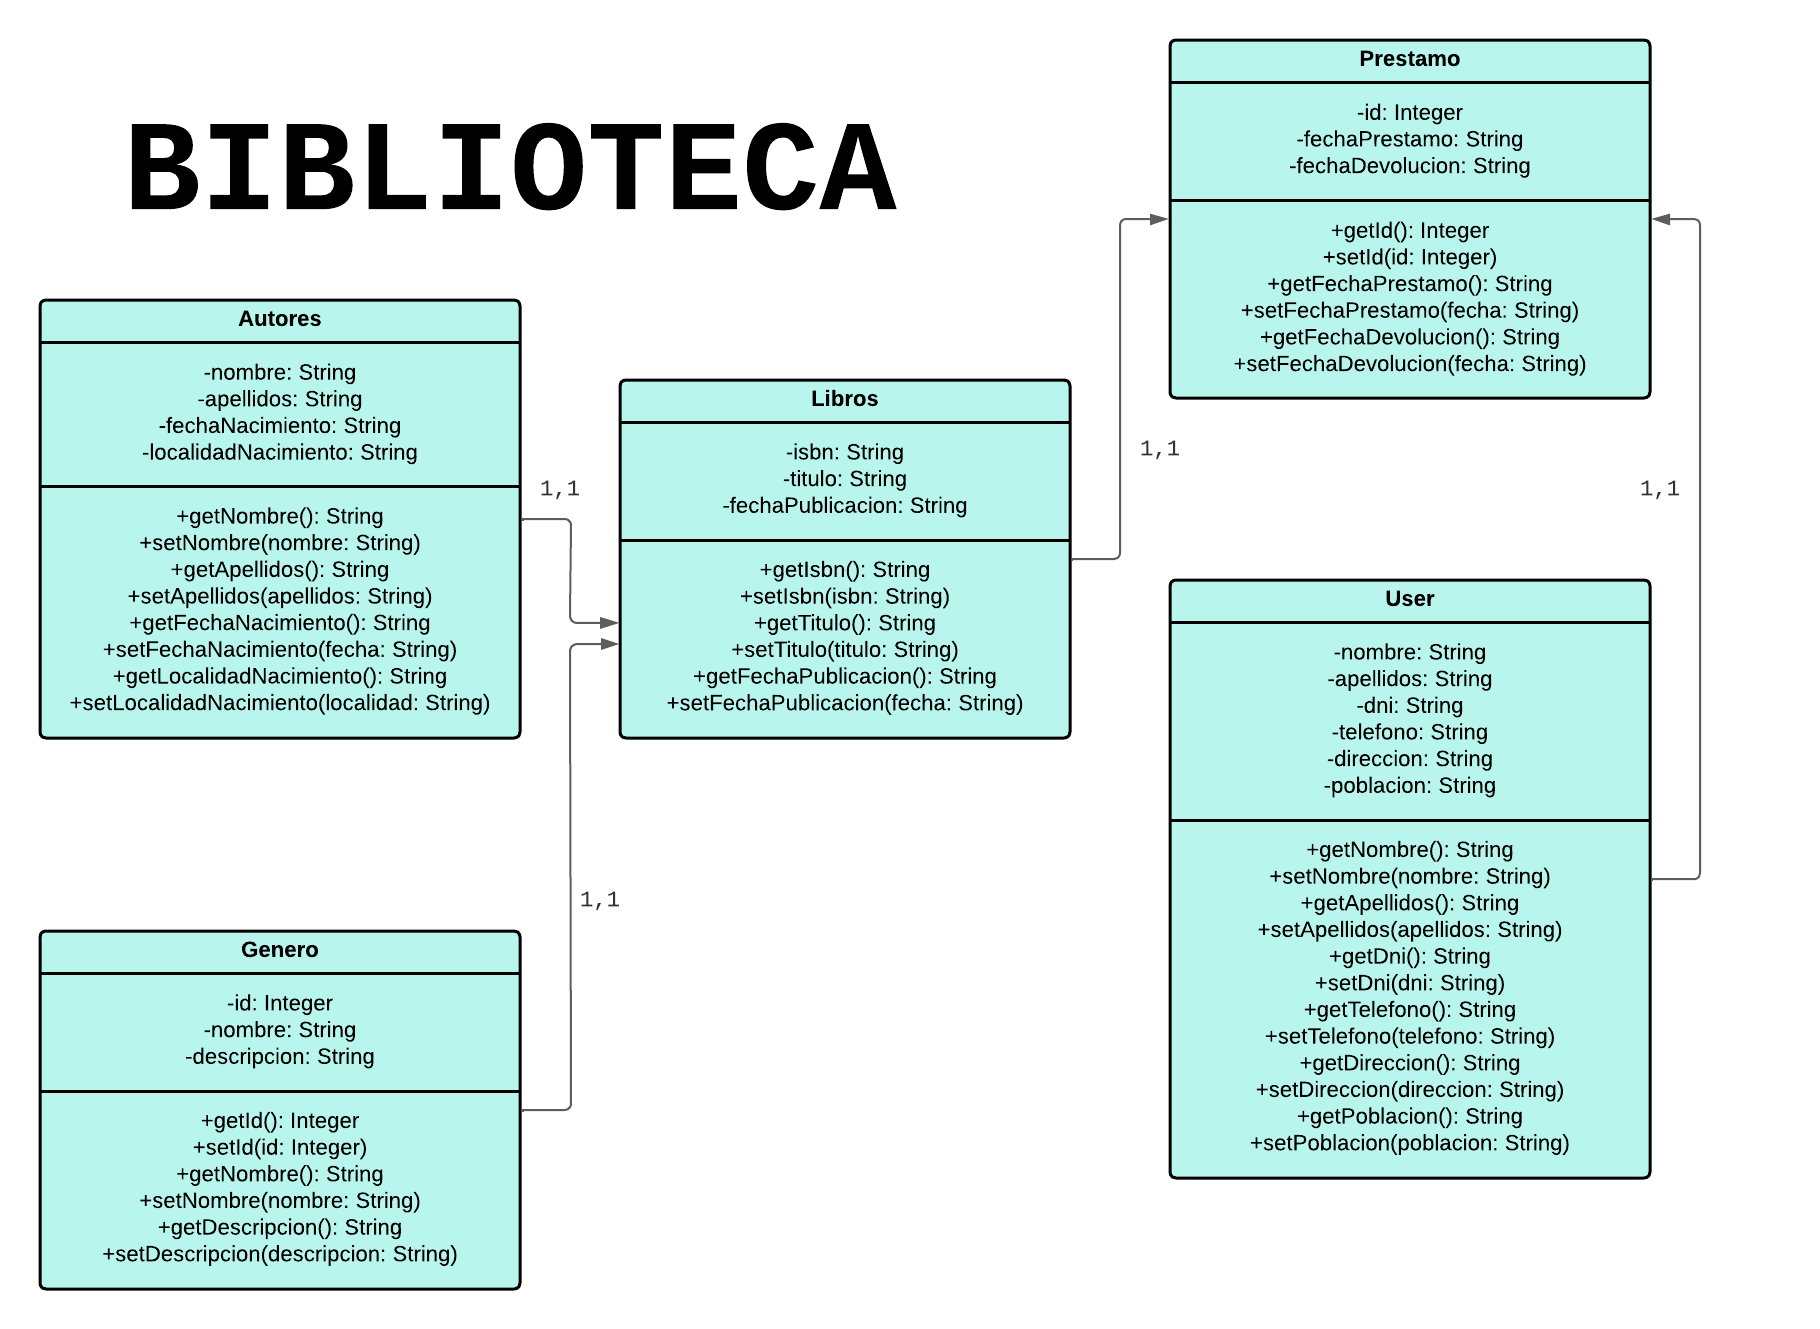 BIBLIOTECA
Prestamo
-id: Integer
-fechaPrestamo: String
-fechaDevolucion: String
+getId(): Integer
+setId(id: Integer)
+getFechaPrestamo(): String
+setFechaPrestamo(fecha: String)
+getFechaDevolucion(): String
+setFechaDevolucion(fecha: String)
Autores
-nombre: String
-apellidos: String
-fechaNacimiento: String
-localidadNacimiento: String
+getNombre(): String
+setNombre(nombre: String)
+getApellidos(): String
+setApellidos(apellidos: String)
+getFechaNacimiento(): String
+setFechaNacimiento(fecha: String)
+getLocalidadNacimiento(): String
+setLocalidadNacimiento(localidad: String)
1,1
Libros
-isbn: String
-titulo: String
-fechaPublicacion: String
+getIsbn(): String
+setIsbn(isbn: String)
+getTitulo(): String
+setTitulo(titulo: String)
+getFechaPublicacion(): String
+setFechaPublicacion(fecha: String)
1,1
1,1
User
-nombre: String
-apellidos: String
-dni: String
-telefono: String
-direccion: String
-poblacion: String
+getNombre(): String
+setNombre(nombre: String)
+getApellidos(): String
+setApellidos(apellidos: String)
+getDni(): String
+setDni(dni: String)
+getTelefono(): String
+setTelefono(telefono: String)
+getDireccion(): String
+setDireccion(direccion: String)
+getPoblacion(): String
+setPoblacion(poblacion: String)
1,1
Genero
-id: Integer
-nombre: String
-descripcion: String
+getId(): Integer
+setId(id: Integer)
+getNombre(): String
+setNombre(nombre: String)
+getDescripcion(): String
+setDescripcion(descripcion: String)